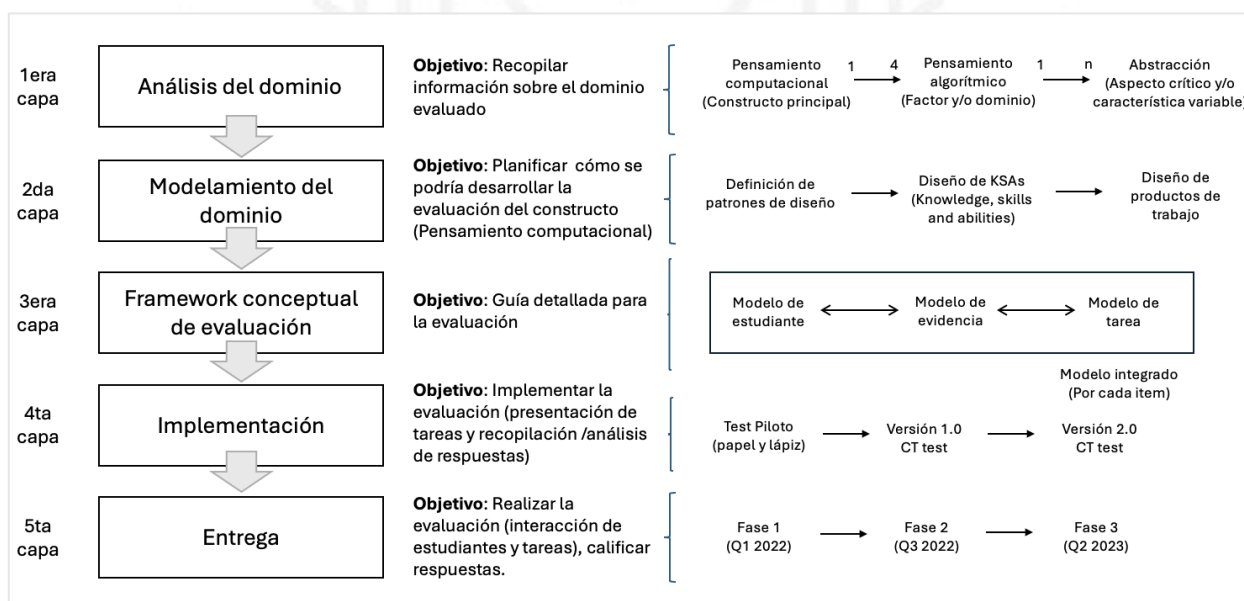 1era
capa
Análisis del dominio
Objetivo: Recopilar
información sobre el dominio
evaluado
Pensamiento
computacional
(Constructo principal)
1 4
Pensamiento
algorítmico
(Factor y/o dominio)
1 n
Abstracción
(Aspecto crítico y/o
característica variable)
2da
capa
Modelamiento del
dominio
Objetivo: Planificar cómo se
podría desarrollar la
evaluación del constructo
(Pensamiento computacional)
Definición de
patrones de diseño
Diseño de KSAs
(Knowledge, skills
and abilities)
Diseño de
productos de
trabajo
3era
capa
Framework conceptual
de evaluación
Objetivo: Guía detallada para
la evaluación
Modelo de
estudiante
Modelo de
evidencia
Modelo de
tarea
Modelo integrado
(Por cada item)
4ta
capa
Implementación
Objetivo: Implementar la
evaluación (presentación de
tareas y recopilación /análisis
de respuestas)
Test Piloto
(papel y lápiz)
Versión 1.0
CT test
Versión 2.0
CT test
5ta
capa
Entrega
Objetivo: Realizar la
evaluación (interacción de
estudiantes y tareas), calificar
respuestas.
Fase 1
(Q1 2022)
Fase 2
(Q3 2022)
Fase 3
(Q2 2023)